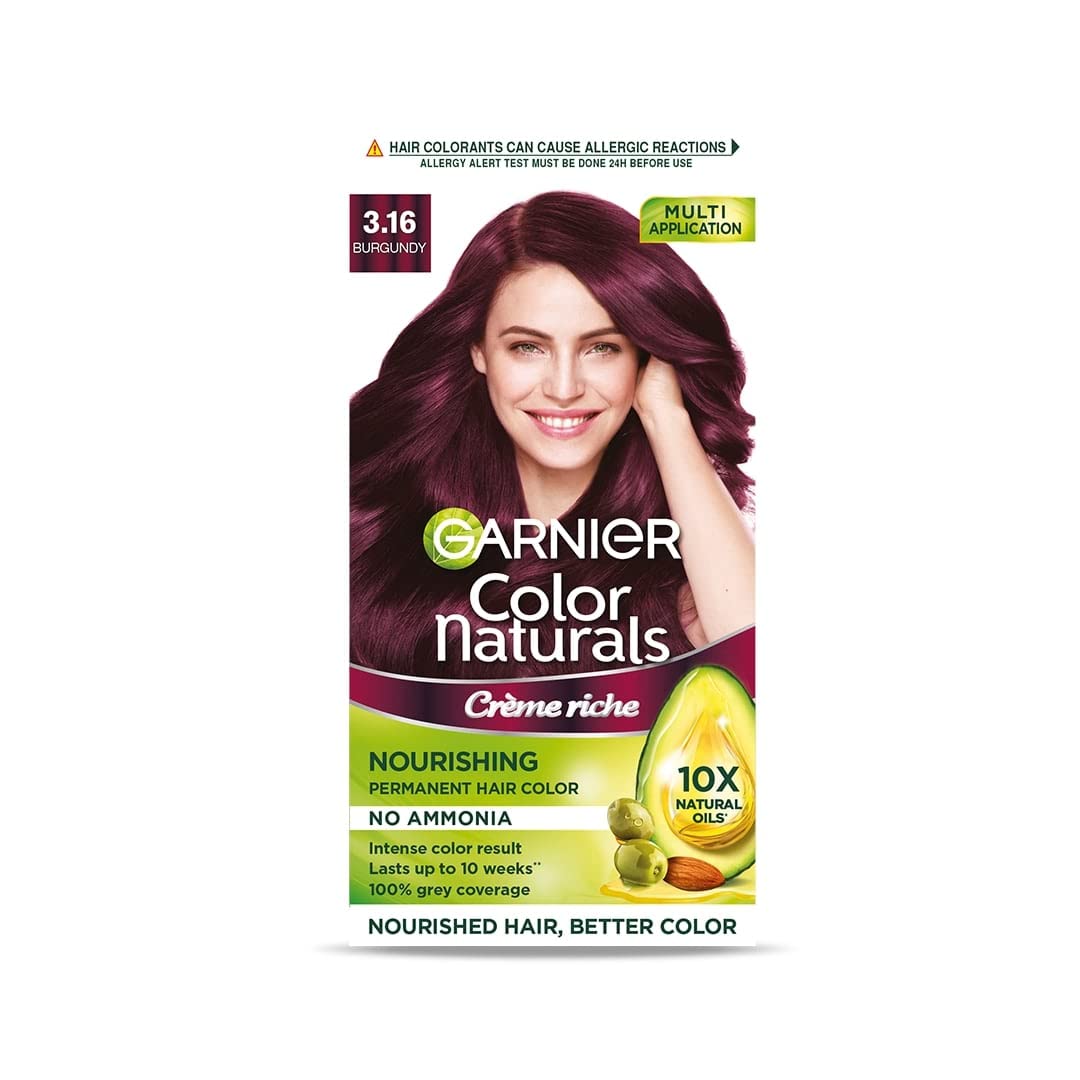 HAIR COLORANTS CAN CAUSE ALLERGIC REACTIONS
ALLERGY ALERT TEST MUST BE DONE 24H BEFORE USE
3.16
BURGUNDY
MULTI
APPLICATION
GARNIER
Color
Naturals
Crème riche
NOURISHING
PERMANENT HAIR COLOR
NO AMMONIA
Intense color result
Lasts up to 10 weeks**
100% grey coverage
10X
NATURAL
OILS*
NOURISHED HAIR, BETTER COLOR